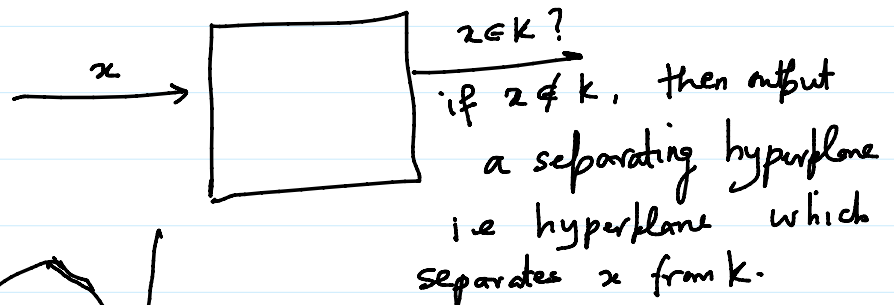 x
x ∈ K ?
if x ∉ K, then output
a separating hyperplane
i.e hyperplane which
separates x from K.